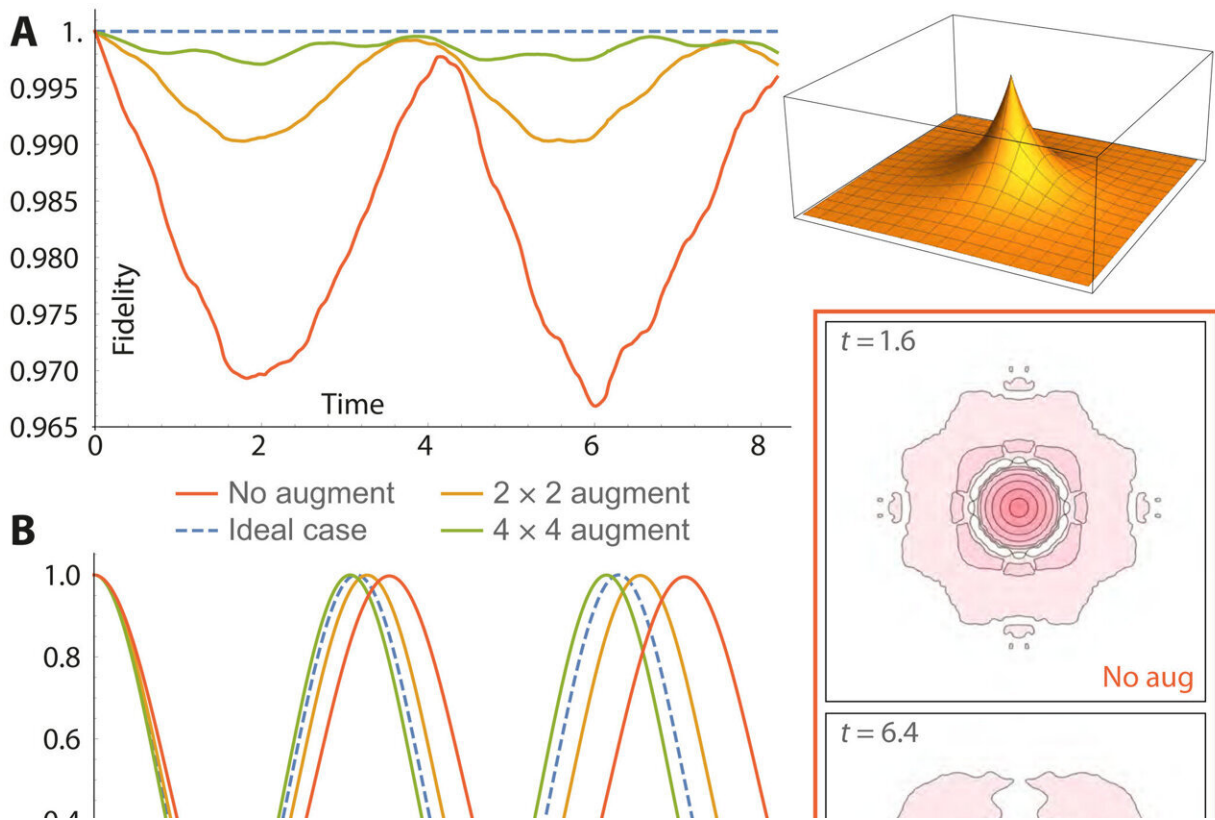 A
1.
0.995
0.990
0.985
0.980
0.975
0.970
0.965
Fidelity
Time
0 2 4 6 8
No augment
2 × 2 augment
Ideal case
4 × 4 augment
B
1.0
0.8
0.6
t = 1.6
No aug
t = 6.4